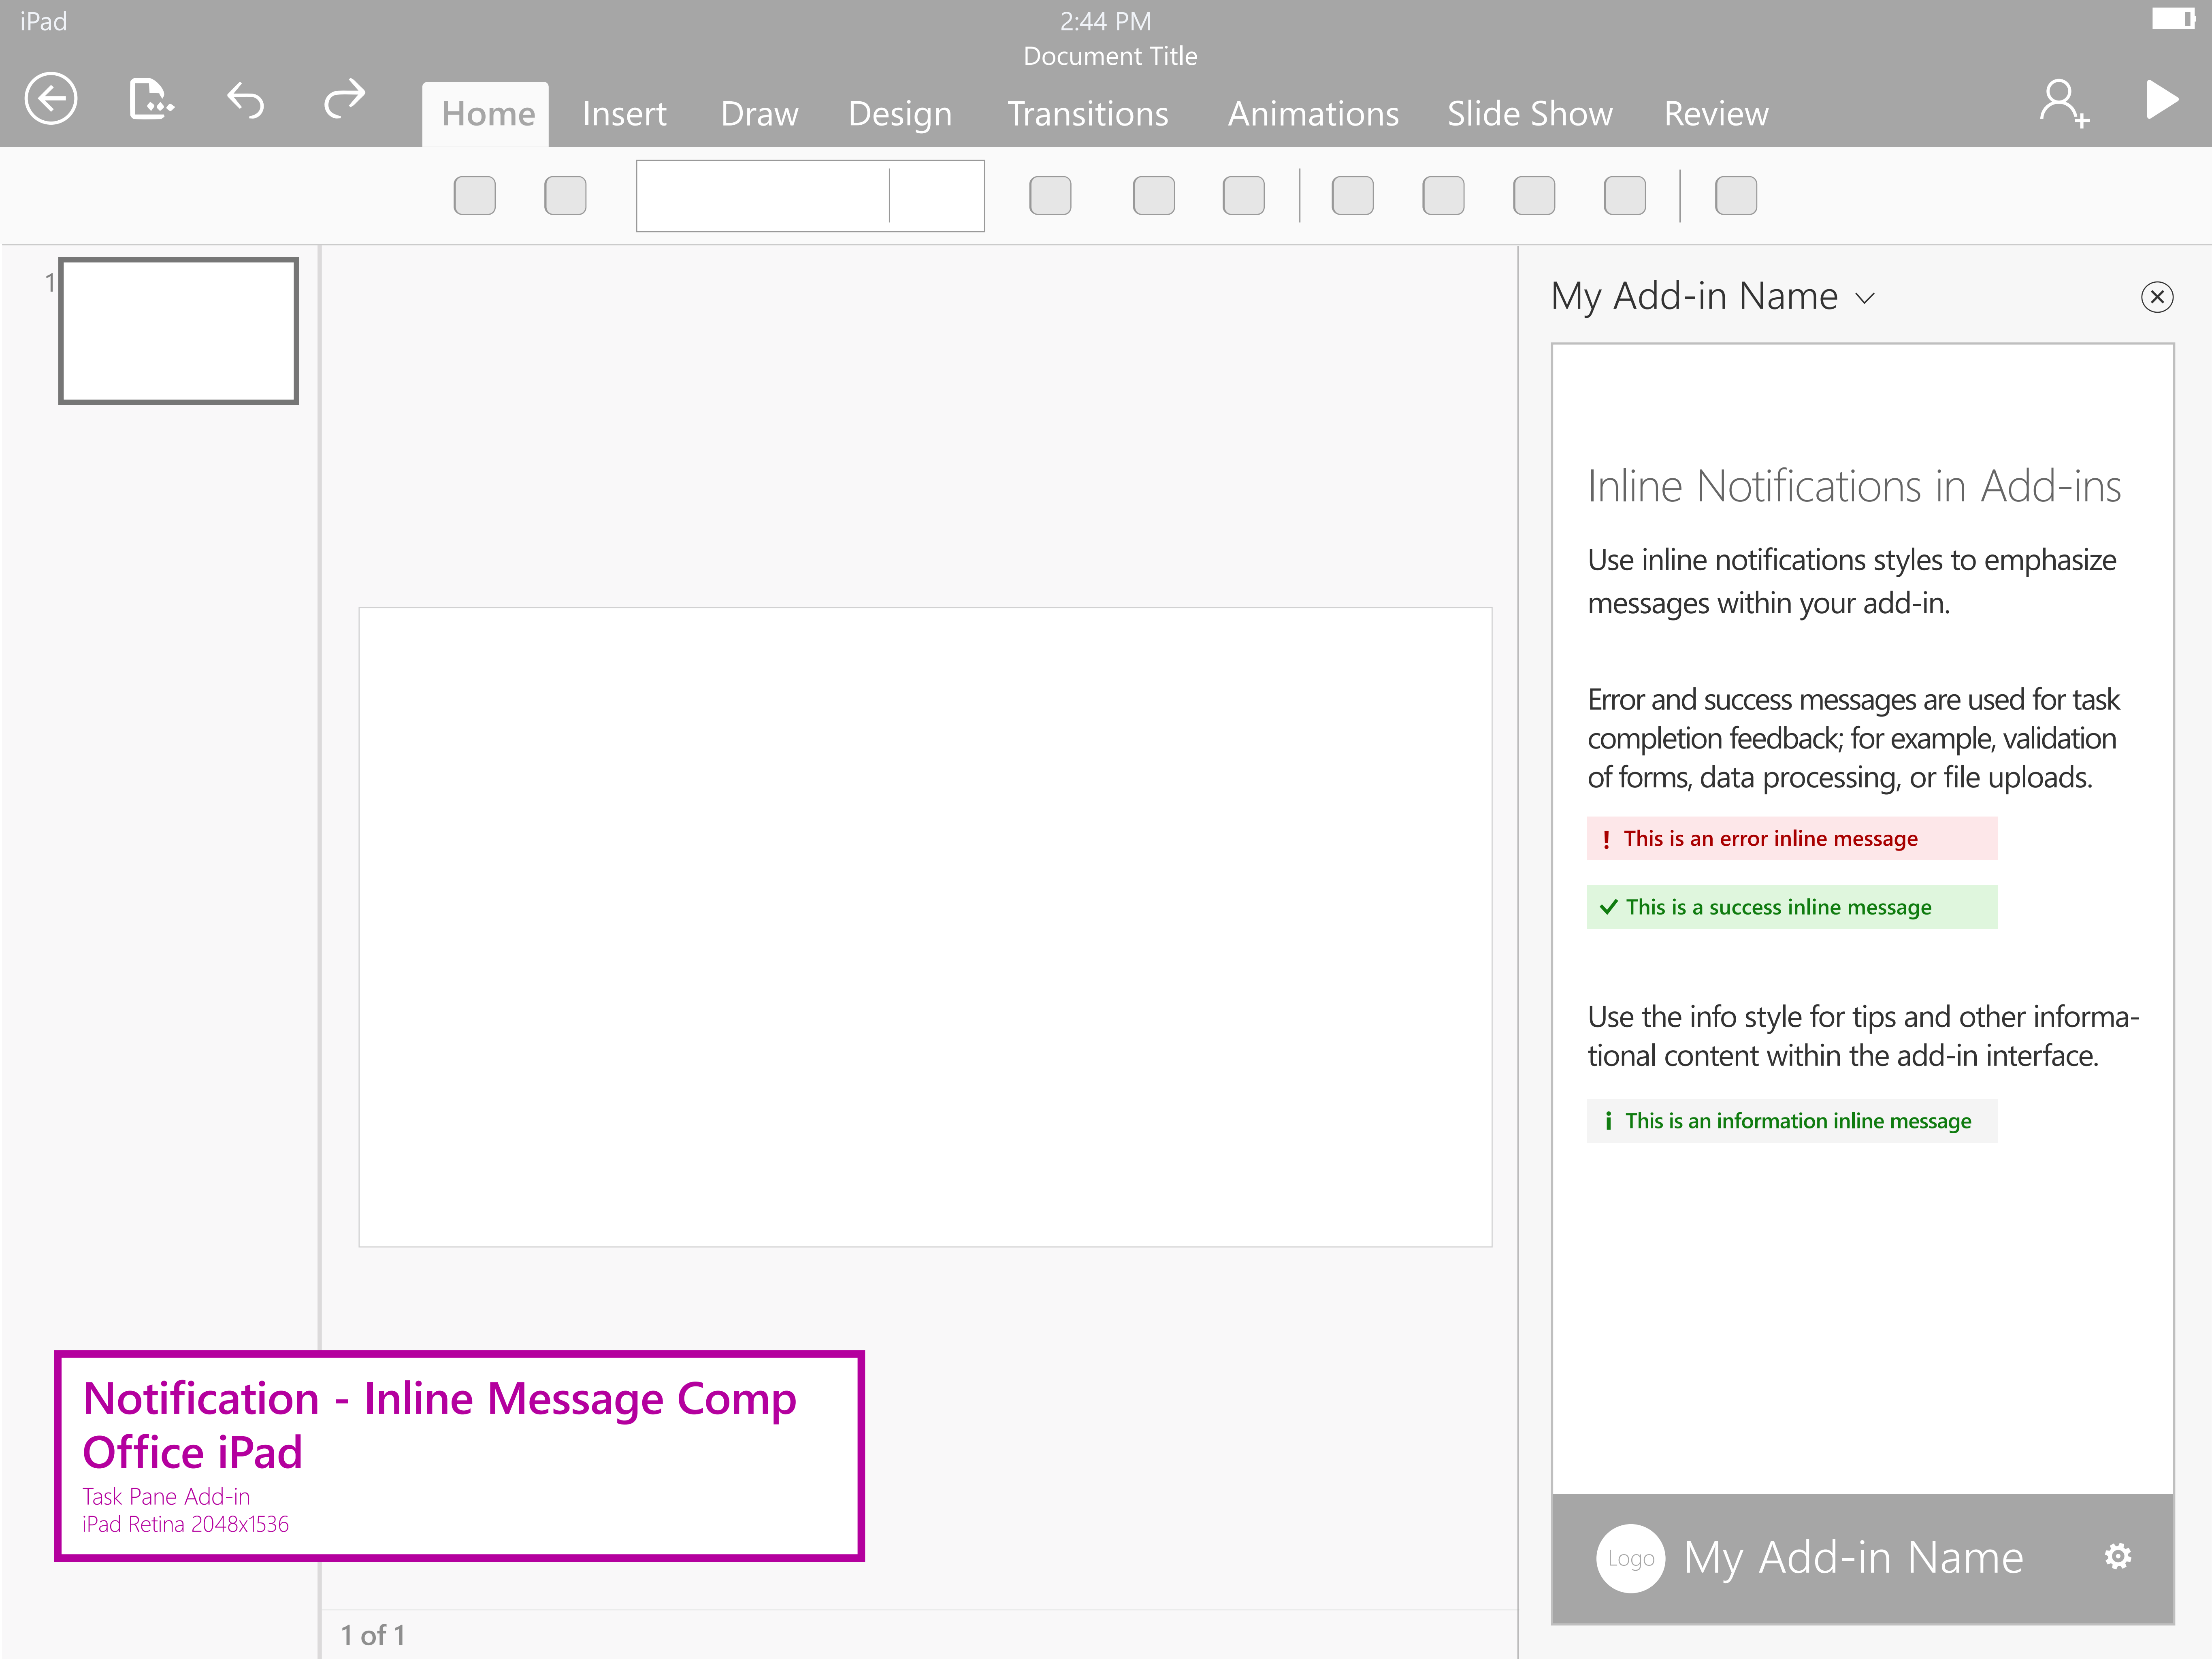 iPad
2:44 PM
Document Title
Home Insert Draw Design Transitions Animations Slide Show Review
1
My Add-in Name
Inline Notifications in Add-ins
Use inline notifications styles to emphasize
messages within your add-in.
Error and success messages are used for task
completion feedback; for example, validation
of forms, data processing, or file uploads.
! This is an error inline message
This is a success inline message
Use the info style for tips and other informa-
tional content within the add-in interface.
i This is an information inline message
Notification - Inline Message Comp
Office iPad
Task Pane Add-in
iPad Retina 2048x1536
Logo My Add-in Name
1 of 1